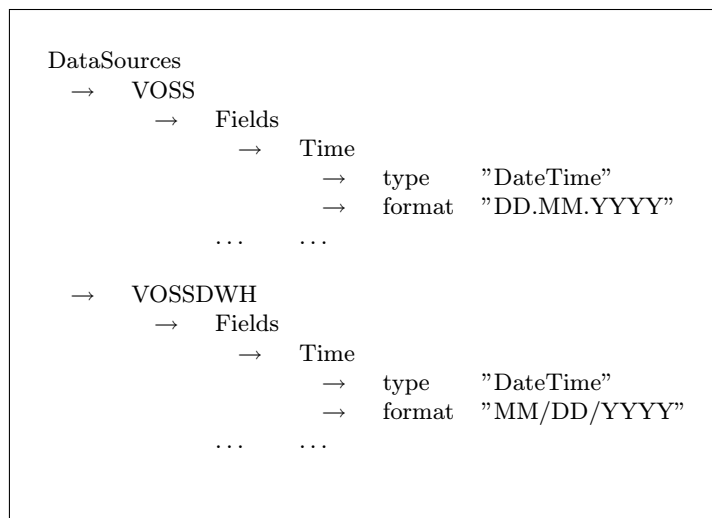 DataSources
→ VOSS
→ Fields
→ Time
→ type ”DateTime”
→ format ”DD.MM.YYYY”
... ...
→ VOSSDWH
→ Fields
→ Time
→ type ”DateTime”
→ format ”MM/DD/YYYY”
... ...